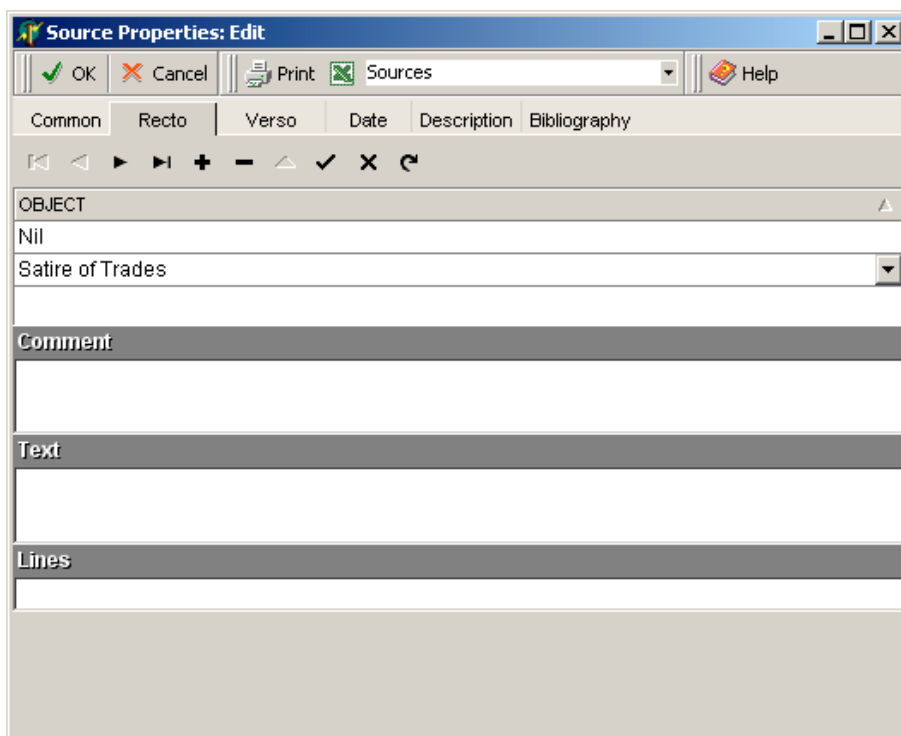 Source Properties: Edit
OK Cancel Print Sources Help
Common Recto Verso Date Description Bibliography
OBJECT
Nil
Satire of Trades
Comment
Text
Lines